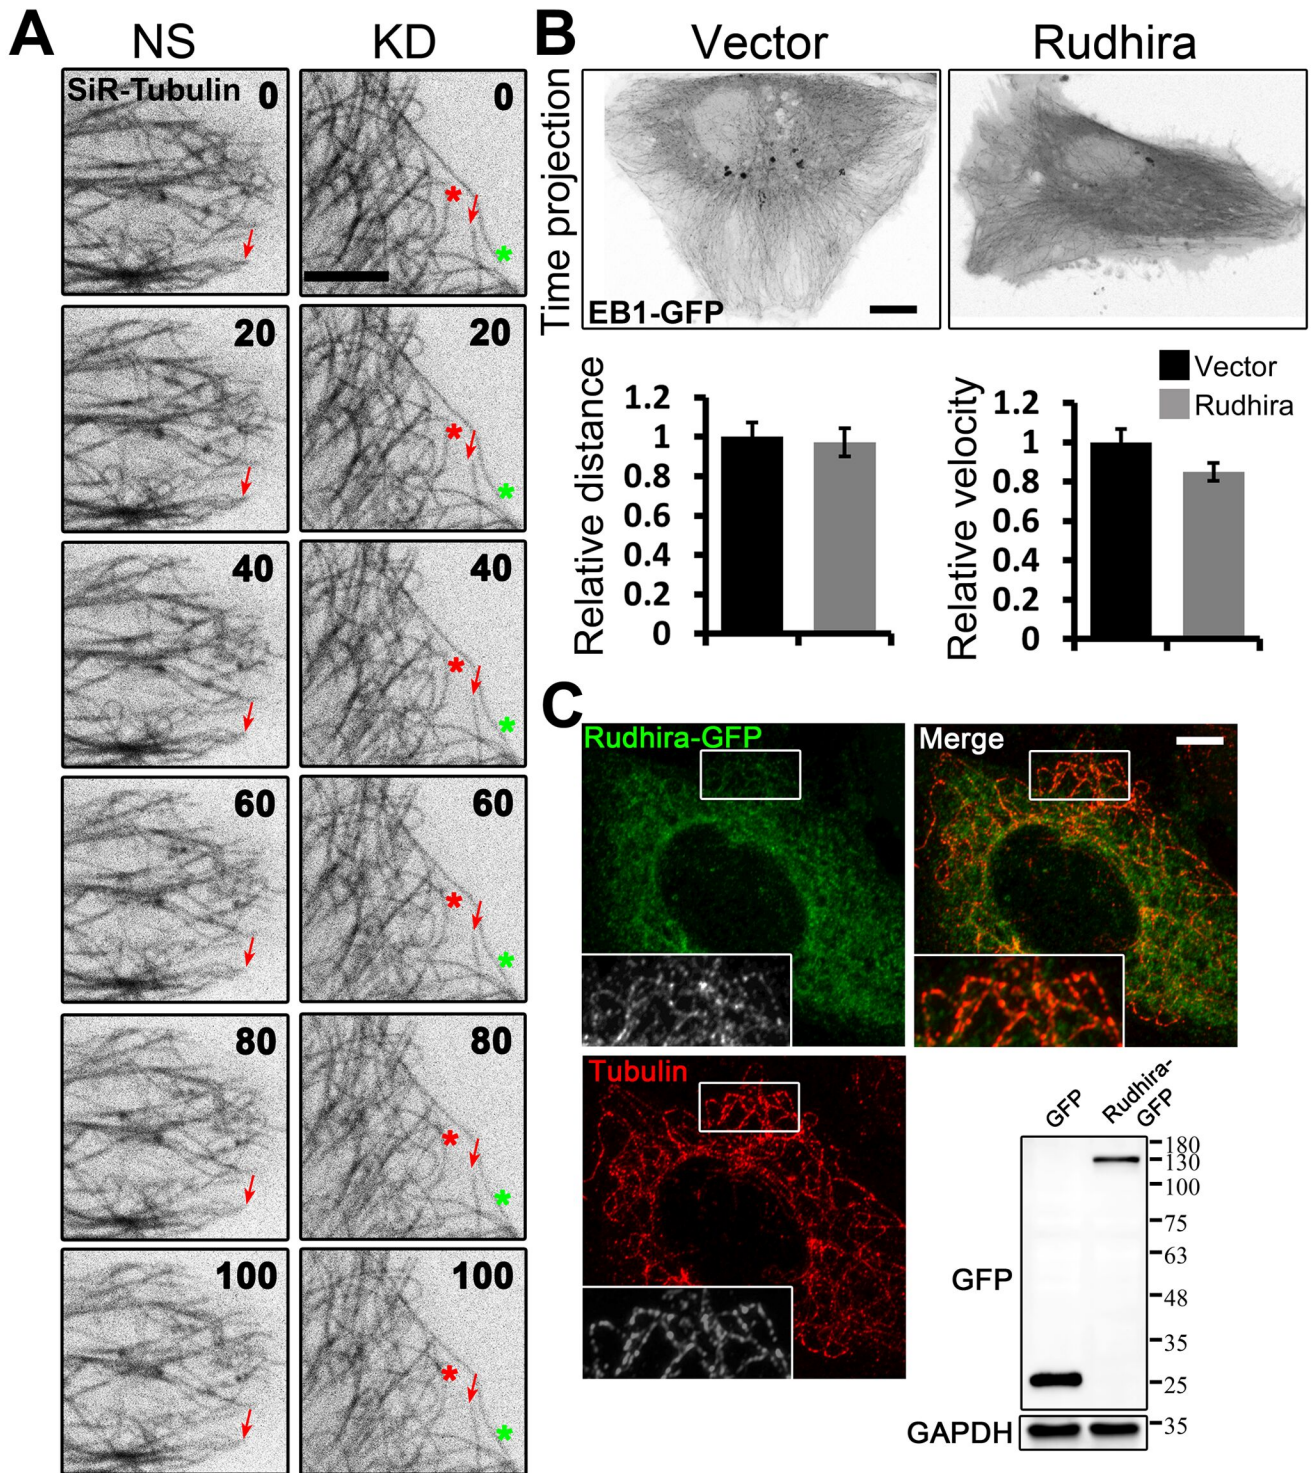 A
NS
KD
SiR-Tubulin
0
0
20
20
40
40
60
60
80
80
100
100
B
Vector
Rudhira
Time projection
EB1-GFP
Relative distance
1.2
1
0.8
0.6
0.4
0.2
0
Relative velocity
1.2
1
0.8
0.6
0.4
0.2
0
Vector
Rudhira
C
Rudhira-GFP
Merge
Tubulin
GFP
Rudhira-
GFP
180
130
100
75
63
48
35
25
GFP
GAPDH
35